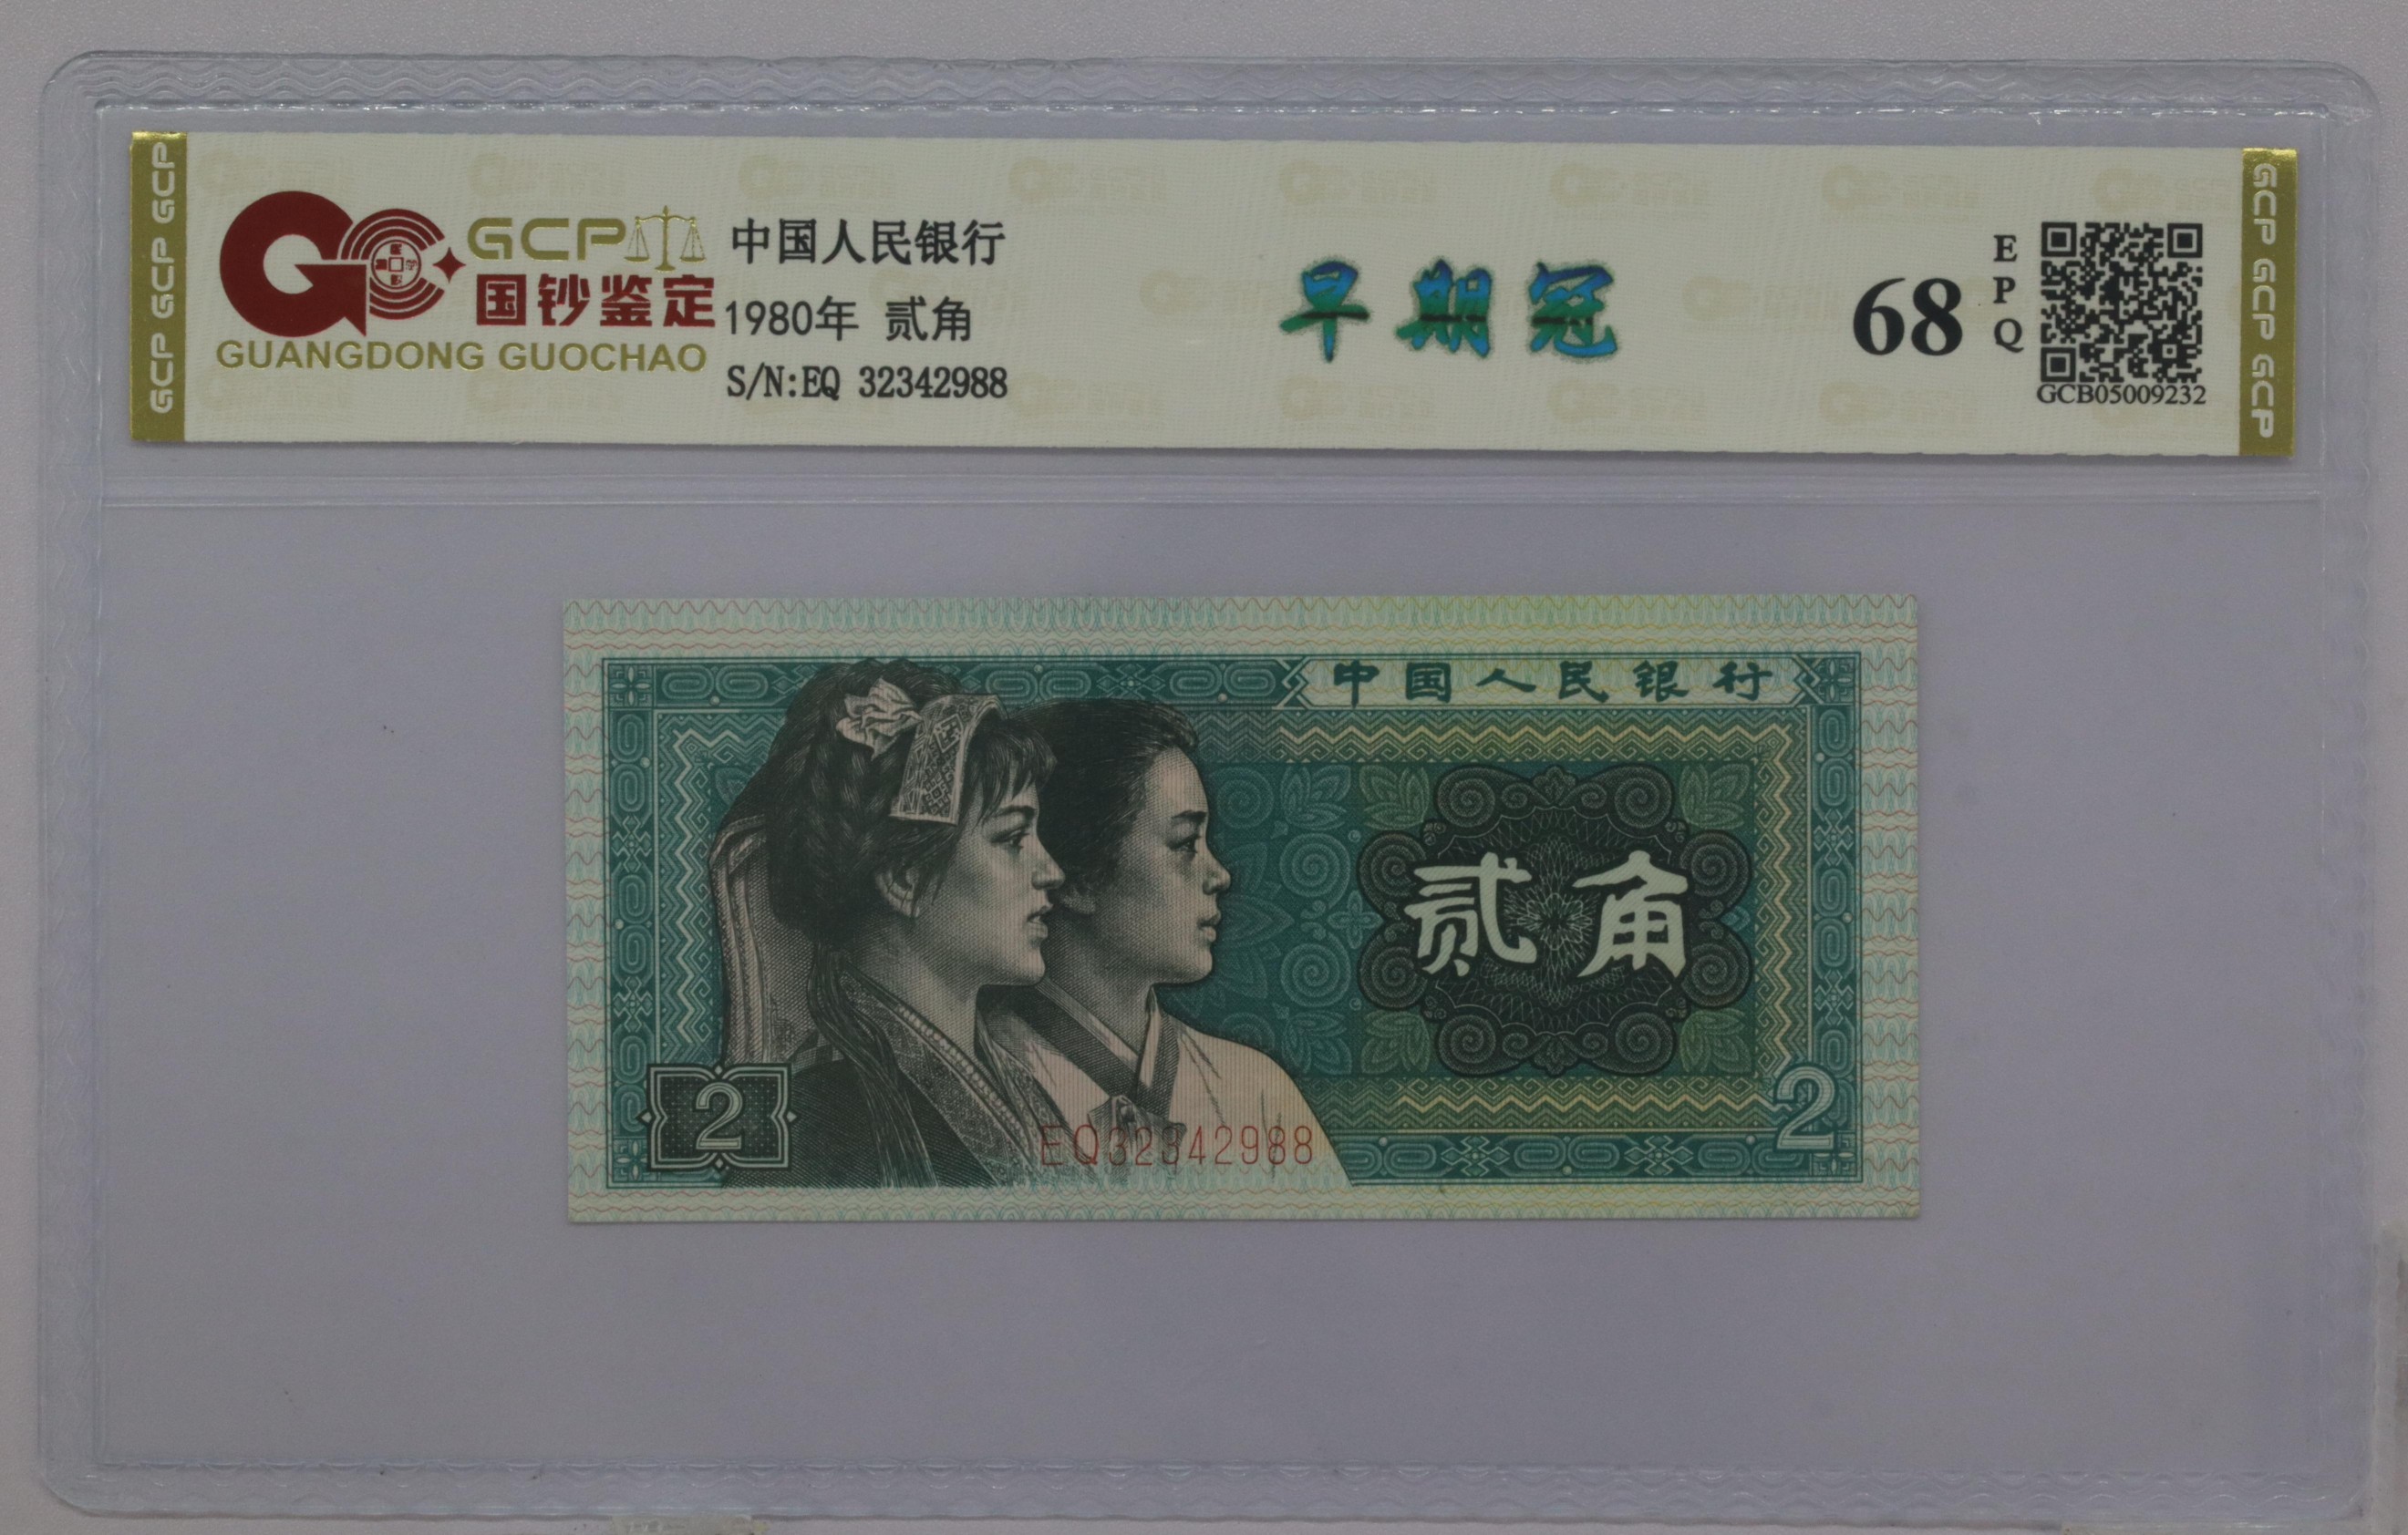 GCP GCP GCP
GCP
国钞鉴定
GUANGDONG GUOCHAO
中国人民银行
1980年 贰角
S/N:EQ 32342988
早期冠
68
EPQ
GCB05009232
GCP GCP GCP
中国人民银行
贰角
2
2
EQ32342988